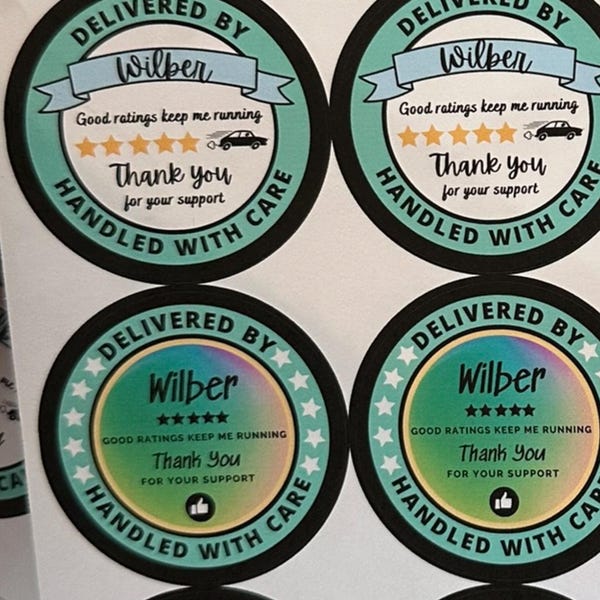 DELIVERED BY
Wilber
Good ratings keep me running
Thank you
for your support
HANDLED WITH CARE
DELIVERED BY
Wilber
Good ratings keep me running
Thank you
for your support
HANDLED WITH CARE
DELIVERED BY
Wilber
GOOD RATINGS KEEP ME RUNNING
Thank You
FOR YOUR SUPPORT
HANDLED WITH CARE
DELIVERED BY
Wilber
GOOD RATINGS KEEP ME RUNNING
Thank You
FOR YOUR SUPPORT
HANDLED WITH CARE